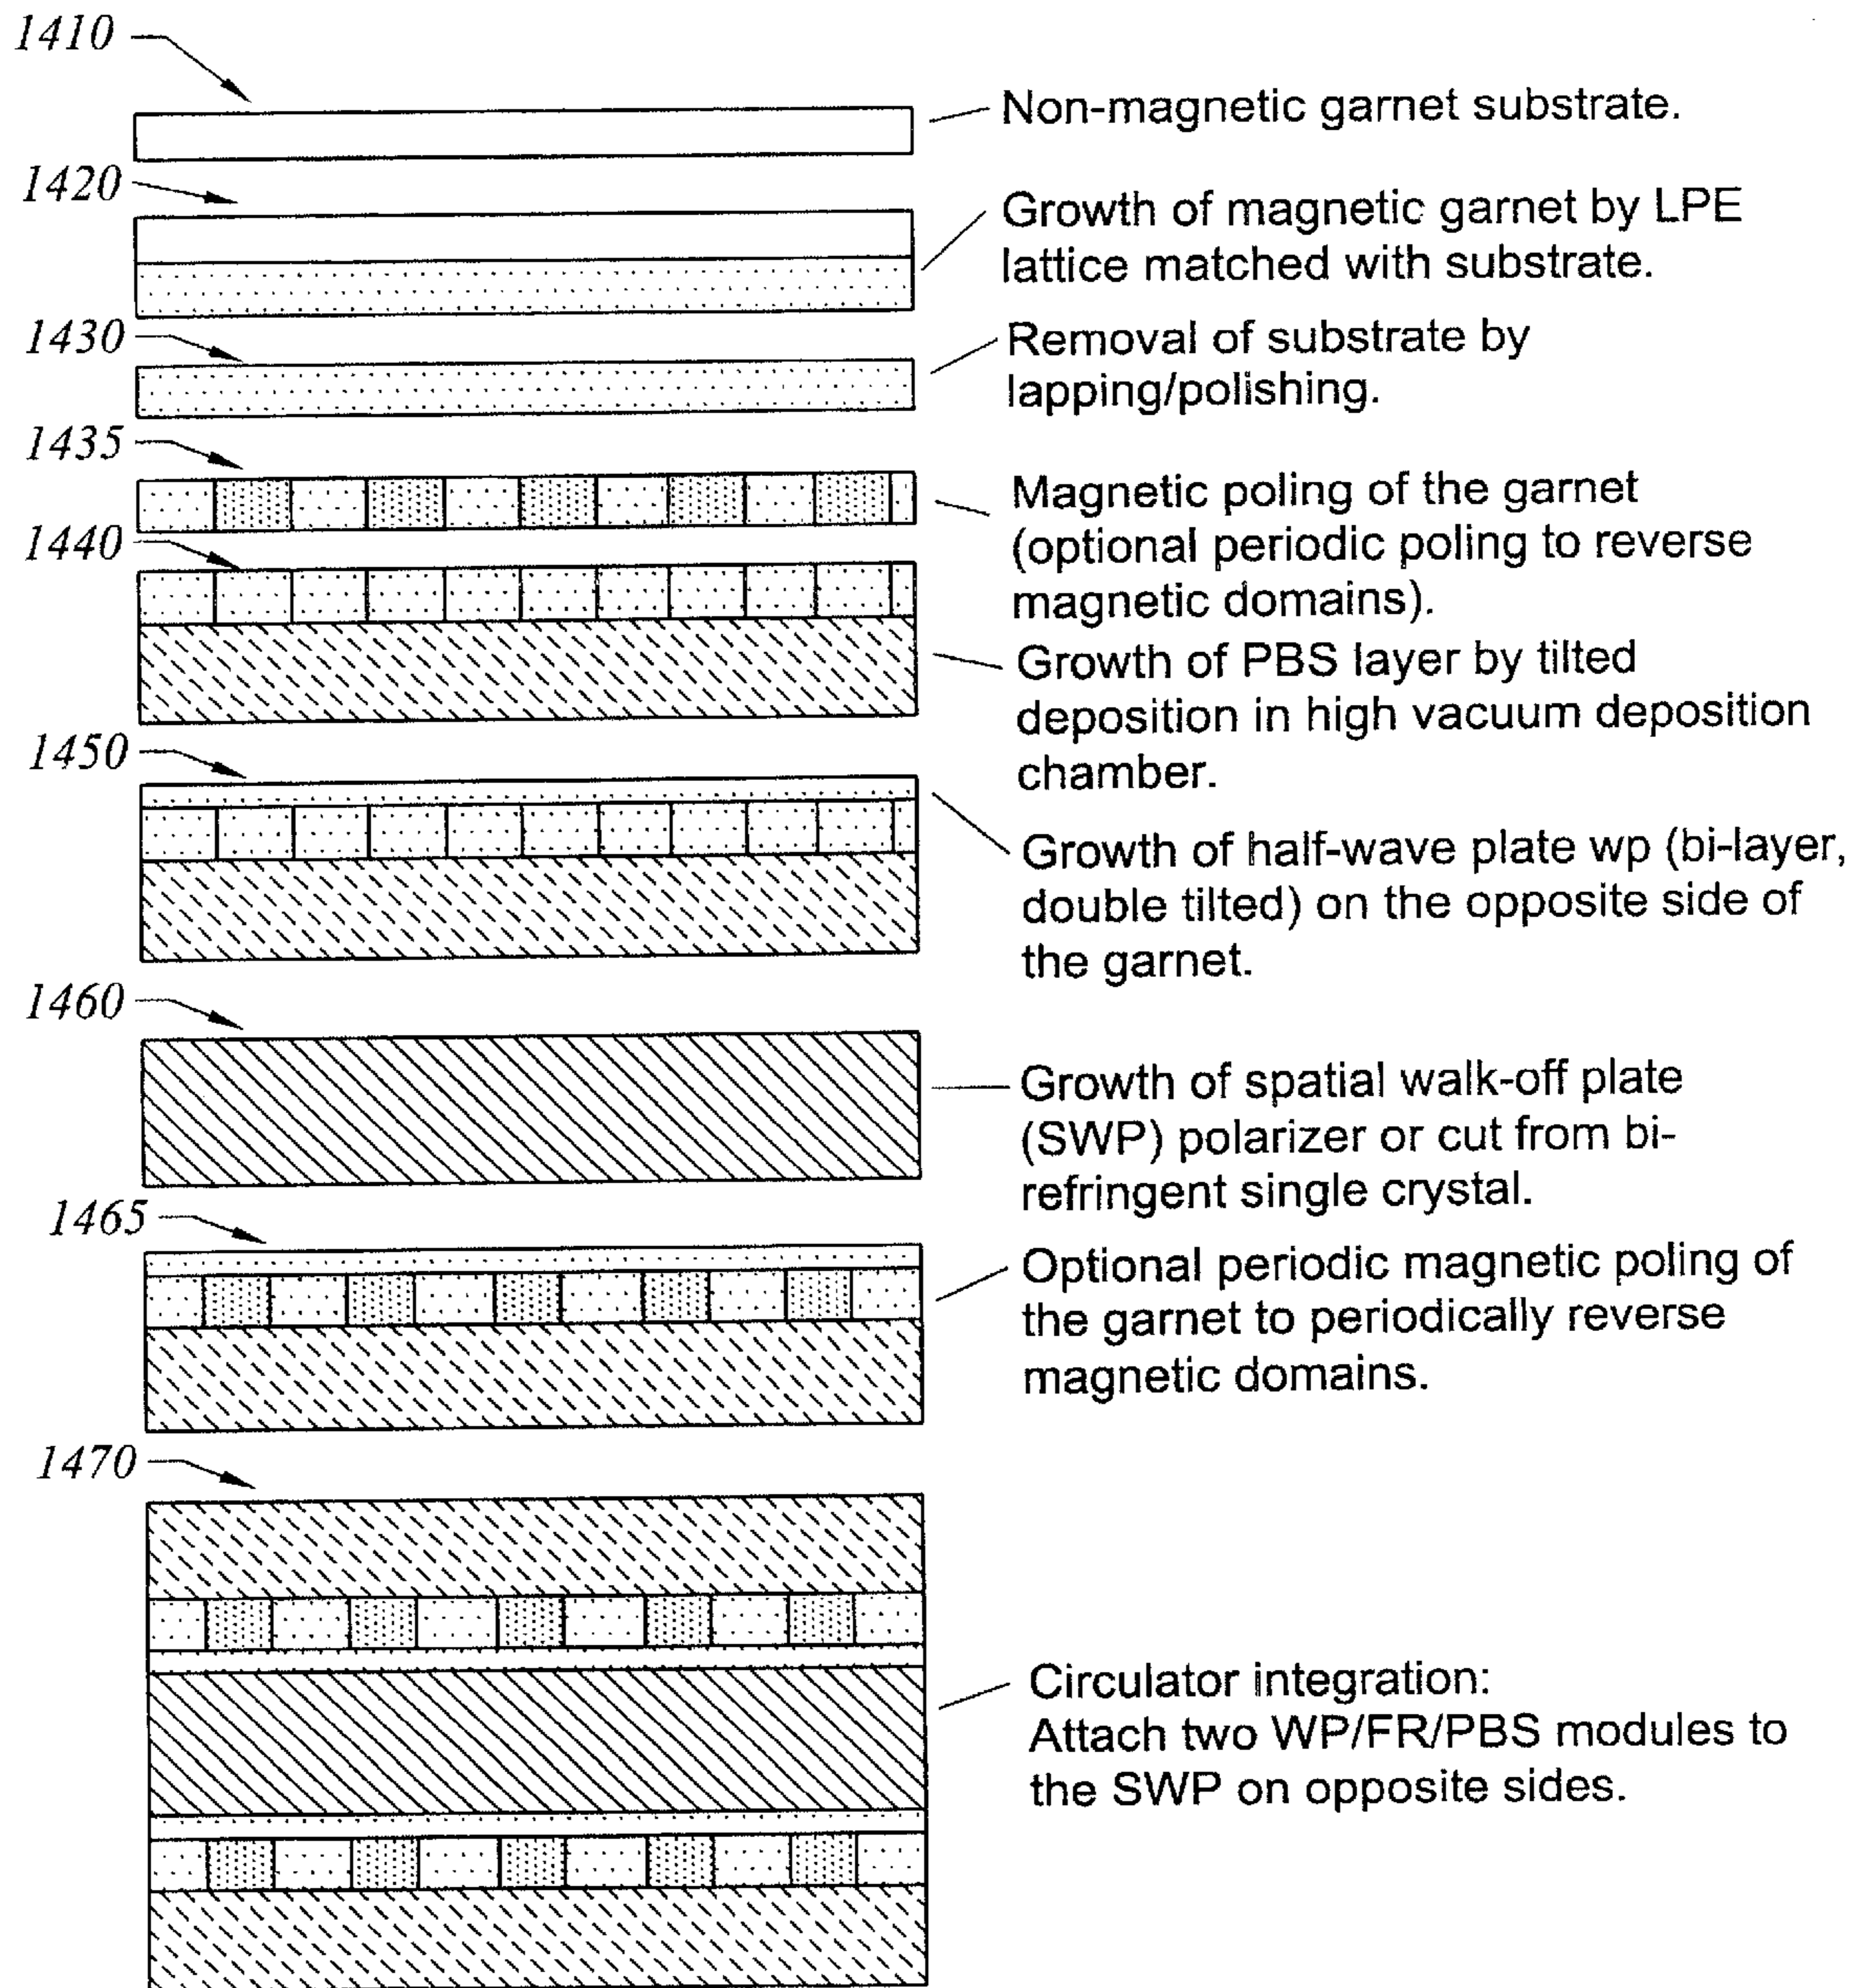 1410
Non-magnetic garnet substrate.
1420
Growth of magnetic garnet by LPE
lattice matched with substrate.
1430
Removal of substrate by
lapping/polishing.
1435
Magnetic poling of the garnet
(optional periodic poling to reverse
magnetic domains).
1440
Growth of PBS layer by tilted
deposition in high vacuum deposition
chamber.
1450
Growth of half-wave plate wp (bi-layer,
double tilted) on the opposite side of
the garnet.
1460
Growth of spatial walk-off plate
(SWP) polarizer or cut from bi-
refringent single crystal.
1465
Optional periodic magnetic poling of
the garnet to periodically reverse
magnetic domains.
1470
Circulator integration:
Attach two WP/FR/PBS modules to
the SWP on opposite sides.